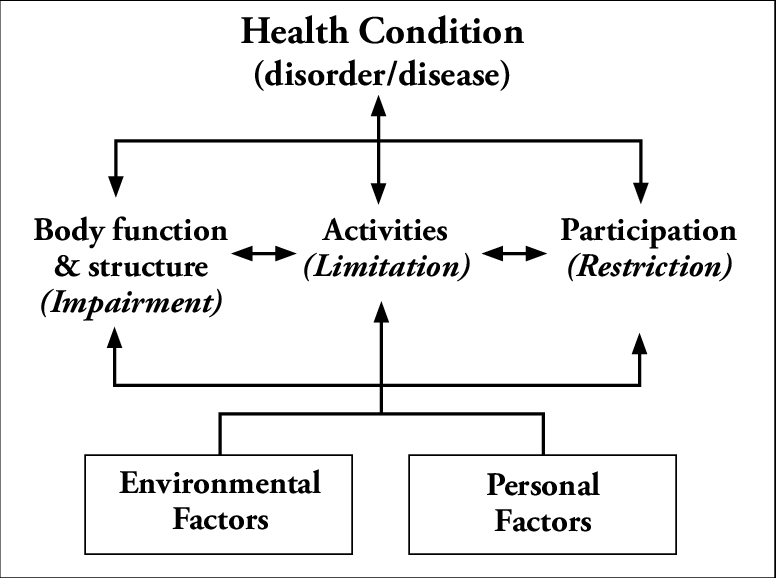 Health Condition
(disorder/disease)
Body function
& structure
(Impairment)
Activities
(Limitation)
Participation
(Restriction)
Environmental
Factors
Personal
Factors